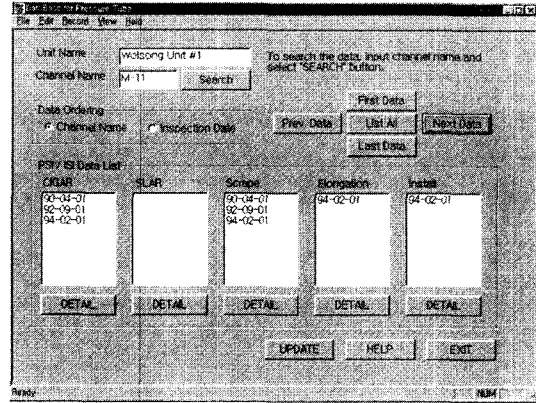 DataBase for Pressure Tube
File Edit Record View Help
Unit Name Wolsong Unit #1
Channel Name M-11 Search
To search the data, input channel name and
select "SEARCH" button.
Data Ordering
Channel Name Inspection Date
First Data
Prev. Data List All Next Data
Last Data
PSI / ISI Data List
CIGAR SLAR Scrape Elongation Install
90-04-01 90-04-01 94-02-01 94-02-01
92-09-01 92-09-01
94-02-01 94-02-01
DETAIL DETAIL DETAIL DETAIL DETAIL
UPDATE HELP EXIT
Ready NUM